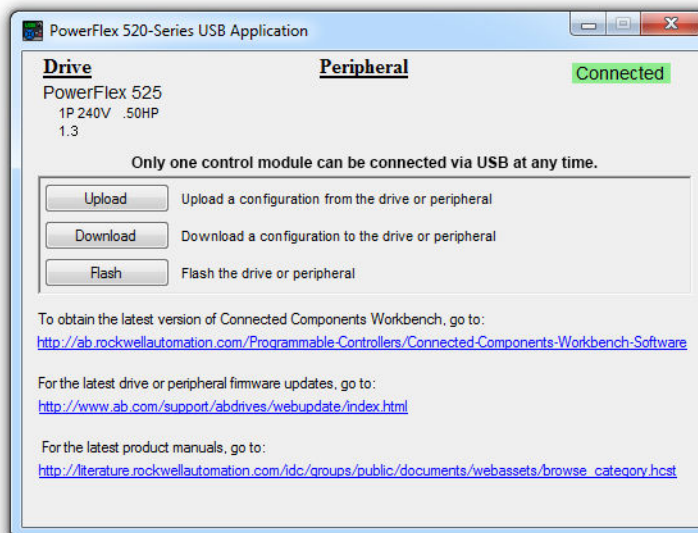 PowerFlex 520-Series USB Application
Drive Peripheral Connected
PowerFlex 525
1P 240V .50HP
1.3
Only one control module can be connected via USB at any time.
Upload Upload a configuration from the drive or peripheral
Download Download a configuration to the drive or peripheral
Flash Flash the drive or peripheral
To obtain the latest version of Connected Components Workbench, go to:
http://ab.rockwellautomation.com/Programmable-Controllers/Connected-Components-Workbench-Software
For the latest drive or peripheral firmware updates, go to:
http://www.ab.com/support/abdrives/webupdate/index.html
For the latest product manuals, go to:
http://literature.rockwellautomation.com/idc/groups/public/documents/webassets/browse_category.hcst